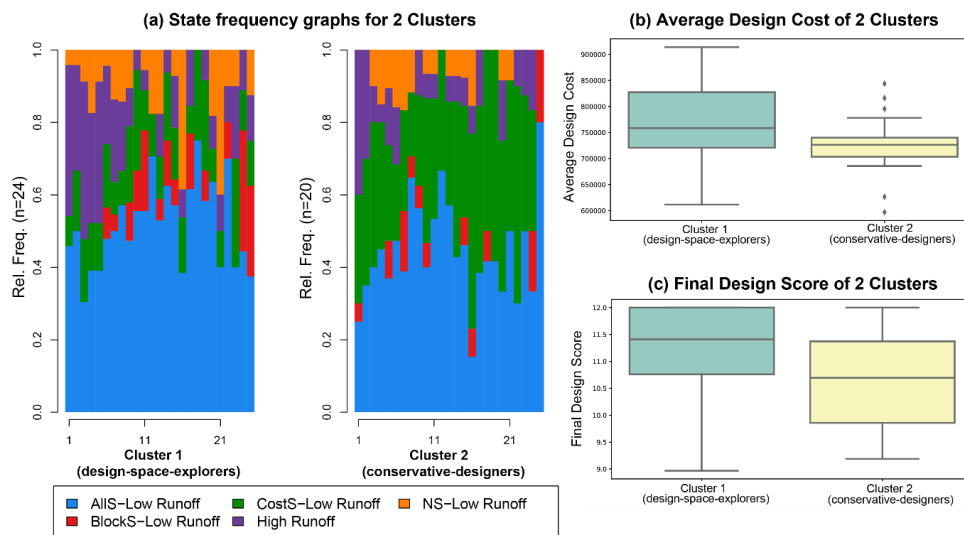 (a) State frequency graphs for 2 Clusters
Rel. Freq. (n=24)
0.0
0.2
0.4
0.6
0.8
1.0
1
11
21
Cluster 1
(design-space-explorers)
Rel. Freq. (n=20)
0.0
0.2
0.4
0.6
0.8
1.0
1
11
21
Cluster 2
(conservative-designers)
AllS−Low Runoff
CostS−Low Runoff
NS−Low Runoff
BlockS−Low Runoff
High Runoff
(b) Average Design Cost of 2 Clusters
Average Design Cost
900000
850000
800000
750000
700000
650000
600000
Cluster 1
(design-space-explorers)
Cluster 2
(conservative-designers)
(c) Final Design Score of 2 Clusters
Final Design Score
12.0
11.5
11.0
10.5
10.0
9.5
9.0
Cluster 1
(design-space-explorers)
Cluster 2
(conservative-designers)